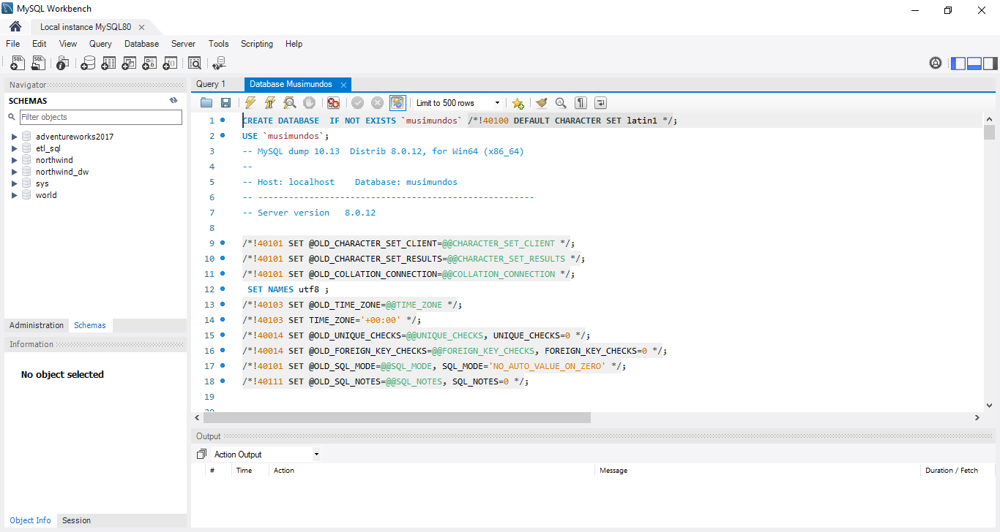 MySQL Workbench
Local instance MySQL80
File Edit View Query Database Server Tools Scripting Help
Navigator
SCHEMAS
Filter objects
adventureworks2017
etl_sql
northwind
northwind_dw
sys
world
Administration Schemas
Information
No object selected
Object Info Session
Query 1 Database Musimundos
Limit to 500 rows
1 CREATE DATABASE  IF NOT EXISTS `musimundos` /*!40100 DEFAULT CHARACTER SET latin1 */;
2 USE `musimundos`;
3 -- MySQL dump 10.13  Distrib 8.0.12, for Win64 (x86_64)
4 --
5 -- Host: localhost    Database: musimundos
6 -- ------------------------------------------------------
7 -- Server version   8.0.12
8
9 /*!40101 SET @OLD_CHARACTER_SET_CLIENT=@@CHARACTER_SET_CLIENT */;
10 /*!40101 SET @OLD_CHARACTER_SET_RESULTS=@@CHARACTER_SET_RESULTS */;
11 /*!40101 SET @OLD_COLLATION_CONNECTION=@@COLLATION_CONNECTION */;
12  SET NAMES utf8 ;
13 /*!40103 SET @OLD_TIME_ZONE=@@TIME_ZONE */;
14 /*!40103 SET TIME_ZONE='+00:00' */;
15 /*!40014 SET @OLD_UNIQUE_CHECKS=@@UNIQUE_CHECKS, UNIQUE_CHECKS=0 */;
16 /*!40014 SET @OLD_FOREIGN_KEY_CHECKS=@@FOREIGN_KEY_CHECKS, FOREIGN_KEY_CHECKS=0 */;
17 /*!40101 SET @OLD_SQL_MODE=@@SQL_MODE, SQL_MODE='NO_AUTO_VALUE_ON_ZERO' */;
18 /*!40111 SET @OLD_SQL_NOTES=@@SQL_NOTES, SQL_NOTES=0 */;
19
Output
Action Output
# Time Action Message Duration / Fetch